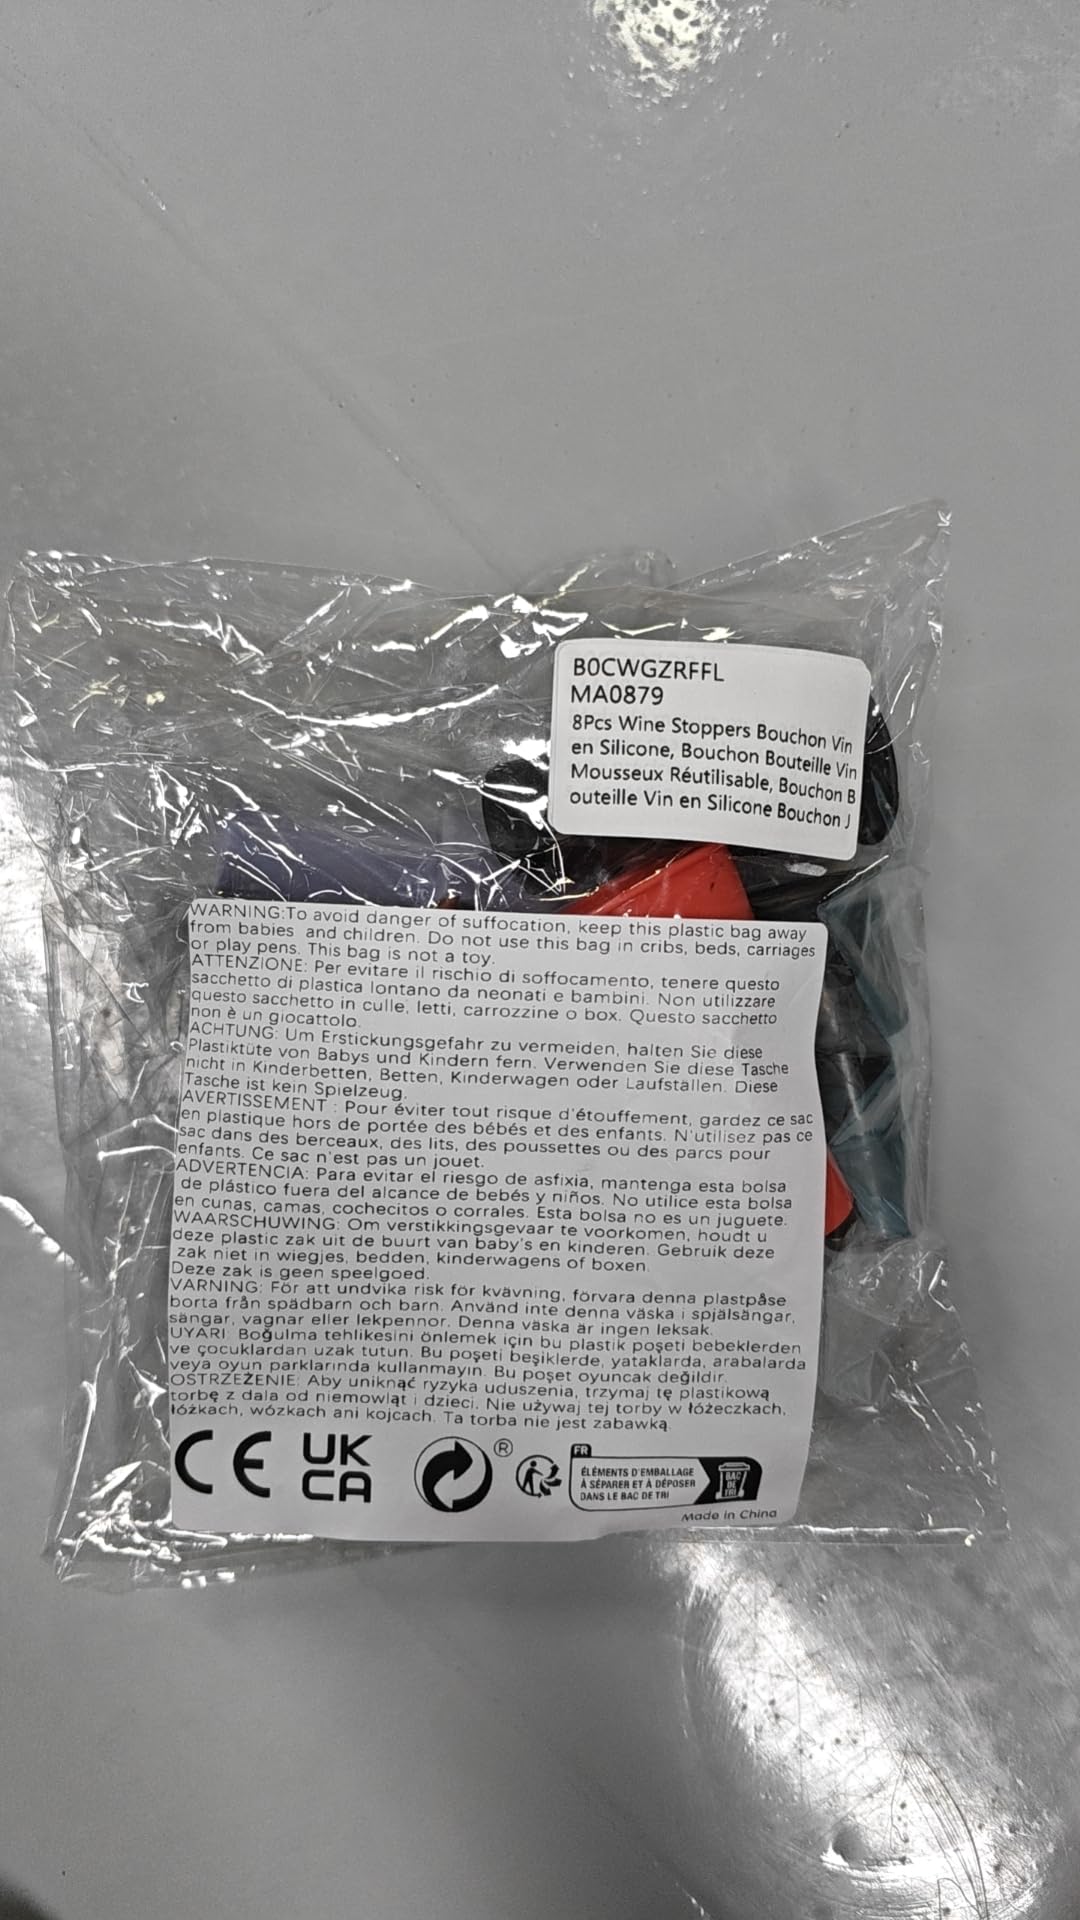 B0CWGZRFFL
MA0879
8Pcs Wine Stoppers Bouchon Vin
en Silicone, Bouchon Bouteille Vin
Mousseux Réutilisable, Bouchon B
outeille Vin en Silicone Bouchon J
WARNING:To avoid danger of suffocation, keep this plastic bag away
from babies and children. Do not use this bag in cribs, beds, carriages
or play pens. This bag is not a toy.
ATTENZIONE: Per evitare il rischio di soffocamento, tenere questo
sacchetto di plastica lontano da neonati e bambini. Non utilizzare
questo sacchetto in culle, letti, carrozzine o box. Questo sacchetto
non è un giocattolo.
ACHTUNG: Um Erstickungsgefahr zu vermeiden, halten Sie diese
Plastiktüte von Babys und Kindern fern. Verwenden Sie diese Tasche
nicht in Kinderbetten, Betten, Kinderwagen oder Laufställen. Diese
Tasche ist kein Spielzeug.
AVERTISSEMENT : Pour éviter tout risque d'étouffement, gardez ce sac
en plastique hors de portée des bébés et des enfants. N'utilisez pas ce
sac dans des berceaux, des lits, des poussettes ou des parcs pour
enfants. Ce sac n'est pas un jouet.
ADVERTENCIA: Para evitar el riesgo de asfixia, mantenga esta bolsa
de plástico fuera del alcance de bebés y niños. No utilice esta bolsa
en cunas, camas, cochecitos o corrales. Esta bolsa no es un juguete.
WAARSCHUWING: Om verstikkingsgevaar te voorkomen, houdt u
deze plastic zak uit de buurt van baby's en kinderen. Gebruik deze
zak niet in wiegjes, bedden, kinderwagens of boxen.
Deze zak is geen speelgoed.
VARNING: För att undvika risk för kvävning, förvara denna plastpåse
borta från spädbarn och barn. Använd inte denna väska i spjälsängar,
sängar, vagnar eller lekpennor. Denna väska är ingen leksak.
UYARI: Boğulma tehlikesini önlemek için bu plastik poşeti bebeklerden
ve çocuklardan uzak tutun. Bu poşeti beşiklerde, yataklarda, arabalarda
veya oyun parklarında kullanmayın. Bu poşet oyuncak değildir.
OSTRZEŻENIE: Aby uniknąć ryzyka uduszenia, trzymaj tę plastikową
torbę z dala od niemowląt i dzieci. Nie używaj tej torby w łóżeczkach,
łóżkach, wózkach ani kojcach. Ta torba nie jest zabawką.
CE UK
CA
®
FR
ÉLÉMENTS D'EMBALLAGE
À SÉPARER ET À DÉPOSER
DANS LE BAC DE TRI
BAC
DE
TRI
Made in China